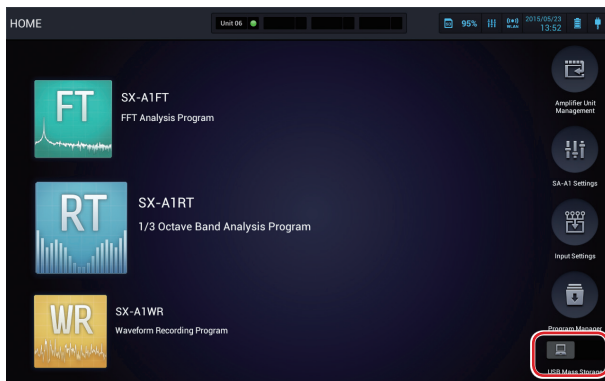 HOME
Unit 06
95%
WLAN
2015/05/23
13:52
FT
SX-A1FT
FFT Analysis Program
RT
SX-A1RT
1/3 Octave Band Analysis Program
WR
SX-A1WR
Waveform Recording Program
Amplifier Unit
Management
SA-A1 Settings
Input Settings
Program Manager
USB Mass Storage